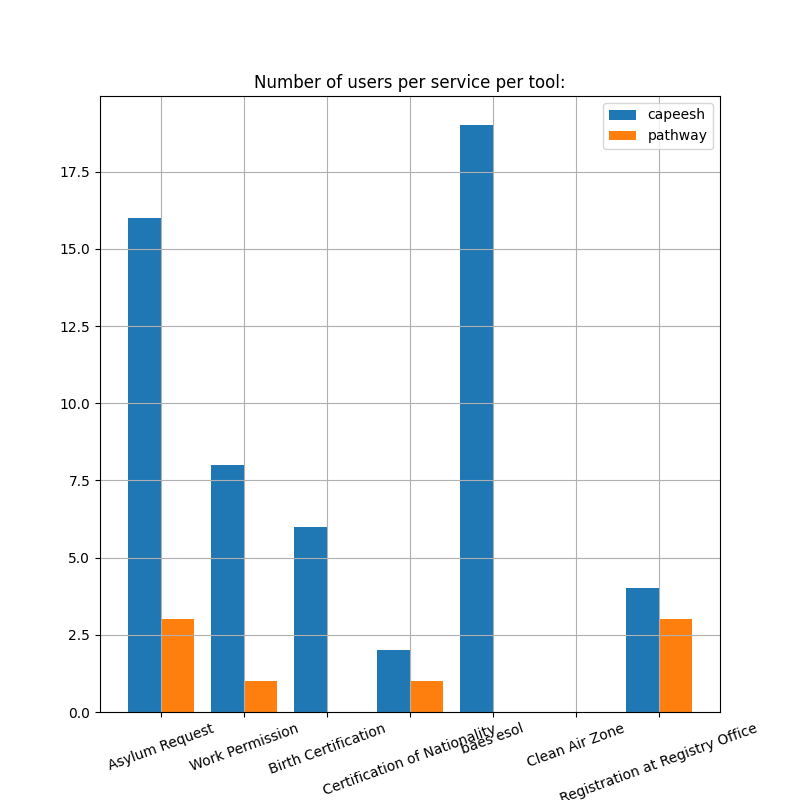 Number of users per service per tool:
capeesh
pathway
17.5
15.0
12.5
10.0
7.5
5.0
2.5
0.0
Asylum Request
Work Permission
Birth Certification
Certification of Nationality
baes esol
Clean Air Zone
Registration at Registry Office